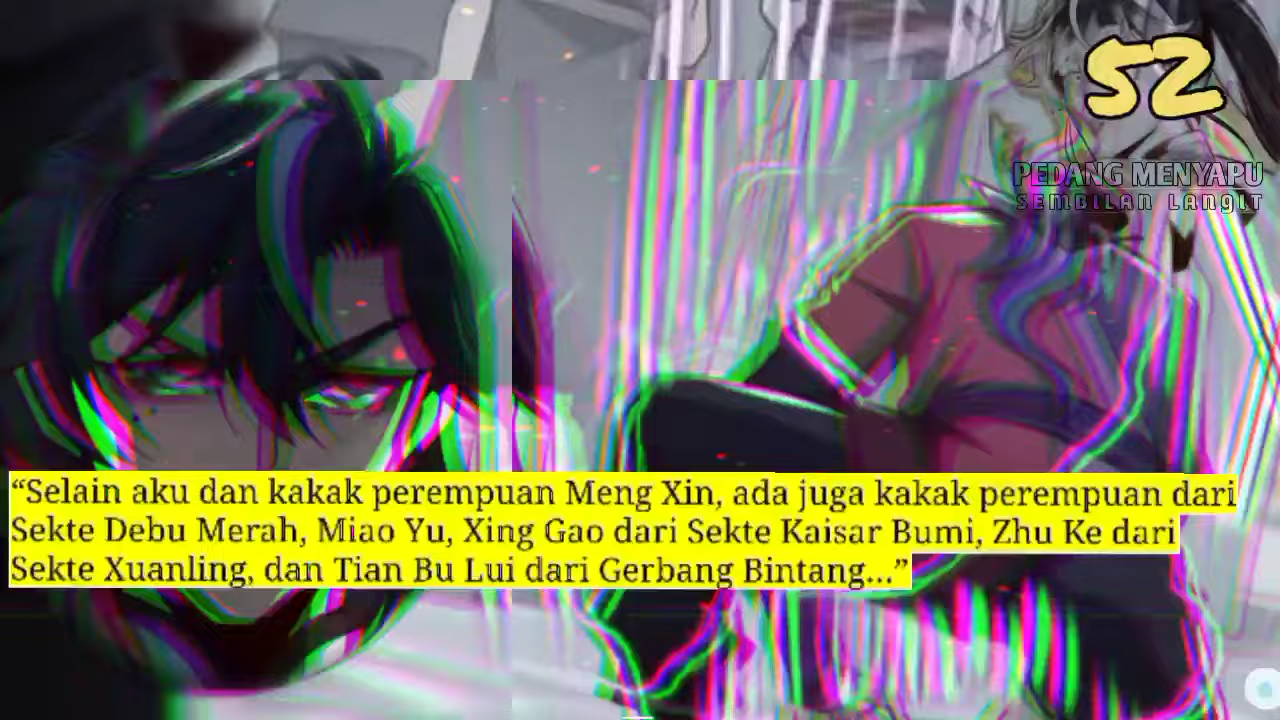 52
PEDANG MENYAPU
SEMBILAN LANGIT
“Selain aku dan kakak perempuan Meng Xin, ada juga kakak perempuan dari
Sekte Debu Merah, Miao Yu, Xing Gao dari Sekte Kaisar Bumi, Zhu Ke dari
Sekte Xuanling, dan Tian Bu Lui dari Gerbang Bintang...”